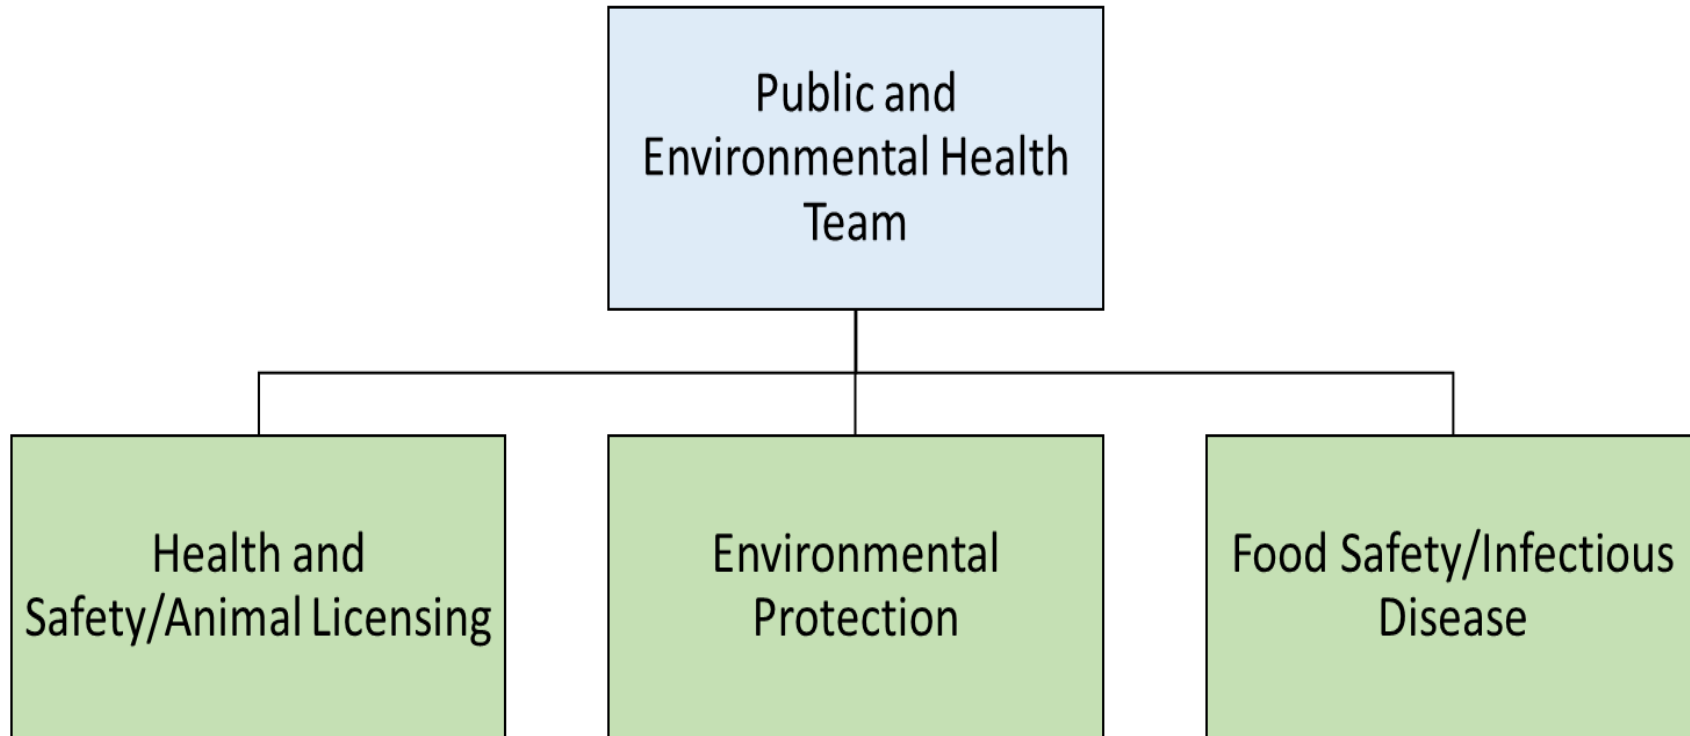 Public and
Environmental Health
Team
Health and
Safety/Animal Licensing
Environmental
Protection
Food Safety/Infectious
Disease